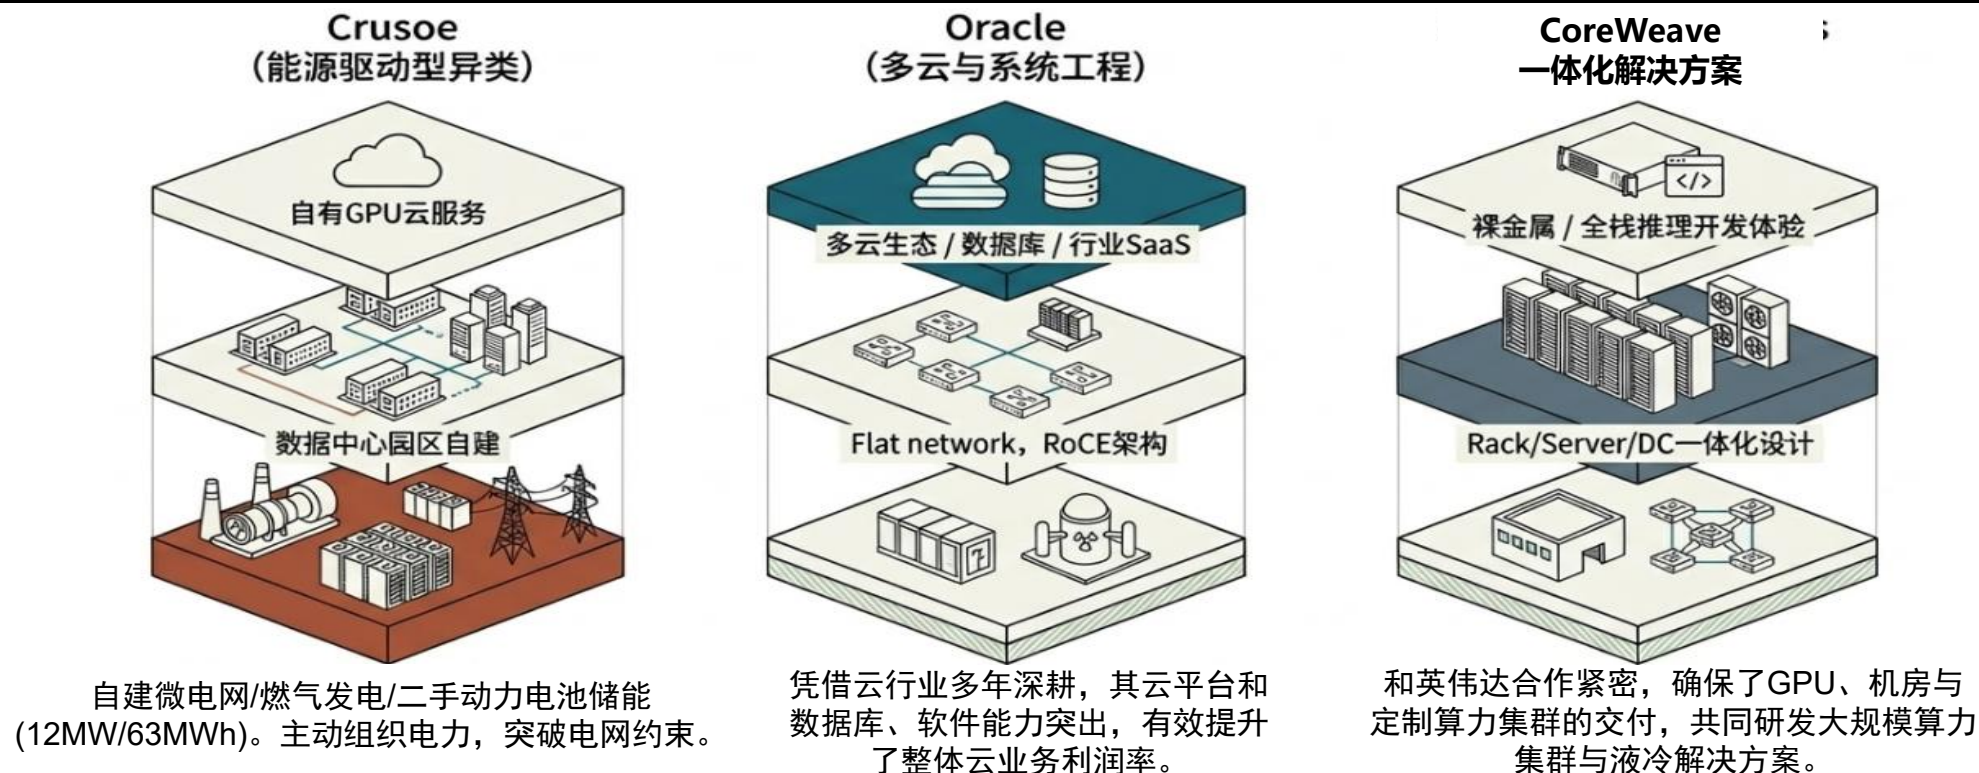 Crusoe
（能源驱动型异类）
自有GPU云服务
数据中心园区自建
自建微电网/燃气发电/二手动力电池储能
(12MW/63MWh)。主动组织电力，突破电网约束。
Oracle
（多云与系统工程）
多云生态 / 数据库 / 行业SaaS
Flat network，RoCE架构
凭借云行业多年深耕，其云平台和
数据库、软件能力突出，有效提升
了整体云业务利润率。
CoreWeave
一体化解决方案
</>
裸金属 / 全栈推理开发体验
Rack/Server/DC一体化设计
和英伟达合作紧密，确保了GPU、机房与
定制算力集群的交付，共同研发大规模算力
集群与液冷解决方案。